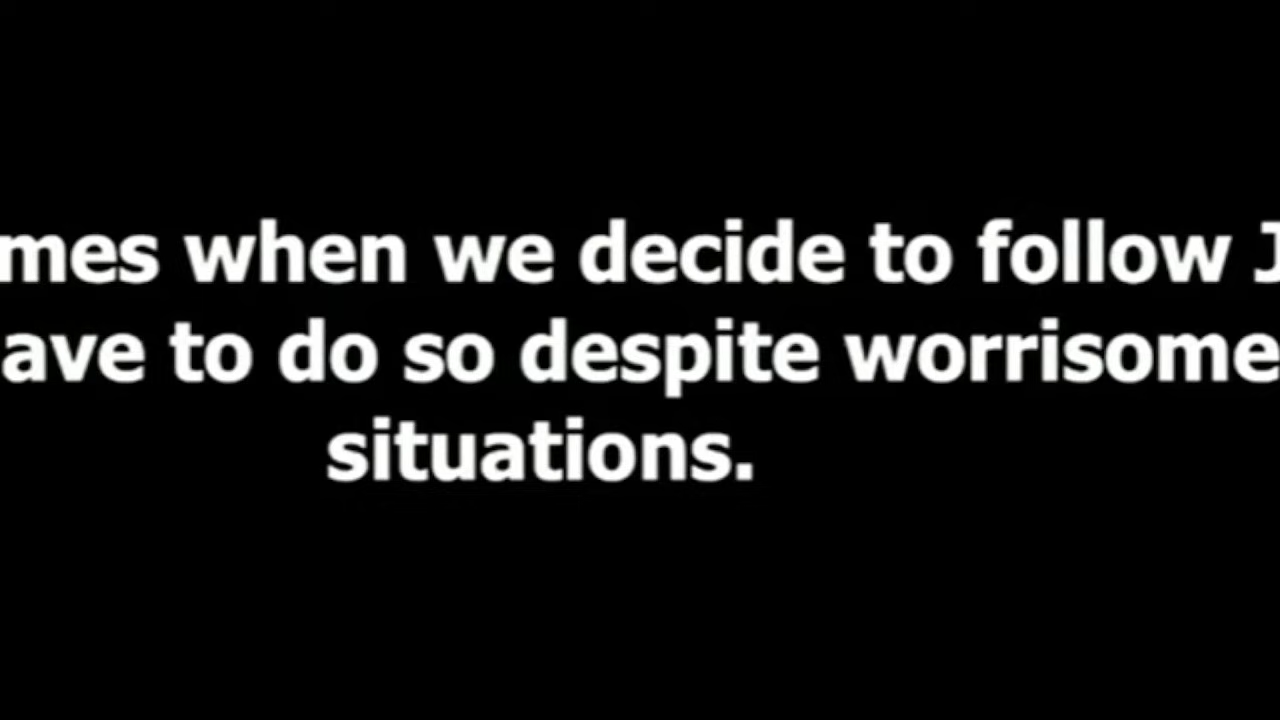 mes when we decide to follow J
ave to do so despite worrisome
situations.